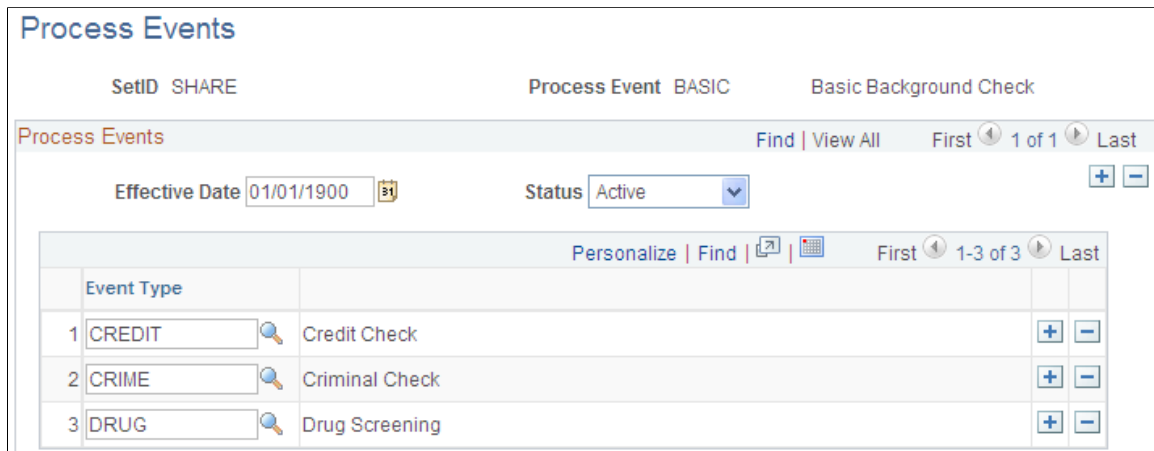 Process Events
SetID SHARE Process Event BASIC Basic Background Check
Process Events Find | View All First 1 of 1 Last
Effective Date 01/01/1900 31 Status Active
Personalize | Find | | First 1-3 of 3 Last
Event Type
1 CREDIT Credit Check
2 CRIME Criminal Check
3 DRUG Drug Screening